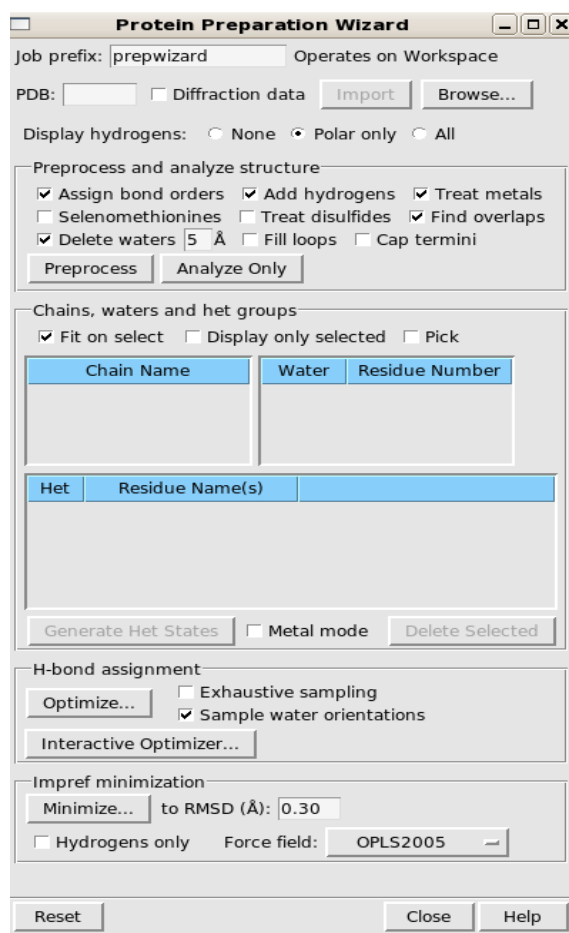 Protein Preparation Wizard
Job prefix: prepwizard Operates on Workspace
PDB: Diffraction data Import Browse...
Display hydrogens: None Polar only All
Preprocess and analyze structure
Assign bond orders Add hydrogens Treat metals
Selenomethionines Treat disulfides Find overlaps
Delete waters 5 Å Fill loops Cap termini
Preprocess Analyze Only
Chains, waters and het groups
Fit on select Display only selected Pick
Chain Name Water Residue Number
Het Residue Name(s)
Generate Het States Metal mode Delete Selected
H-bond assignment
Optimize... Exhaustive sampling
Sample water orientations
Interactive Optimizer...
Impref minimization
Minimize... to RMSD (Å): 0.30
Hydrogens only Force field: OPLS2005
Reset Close Help